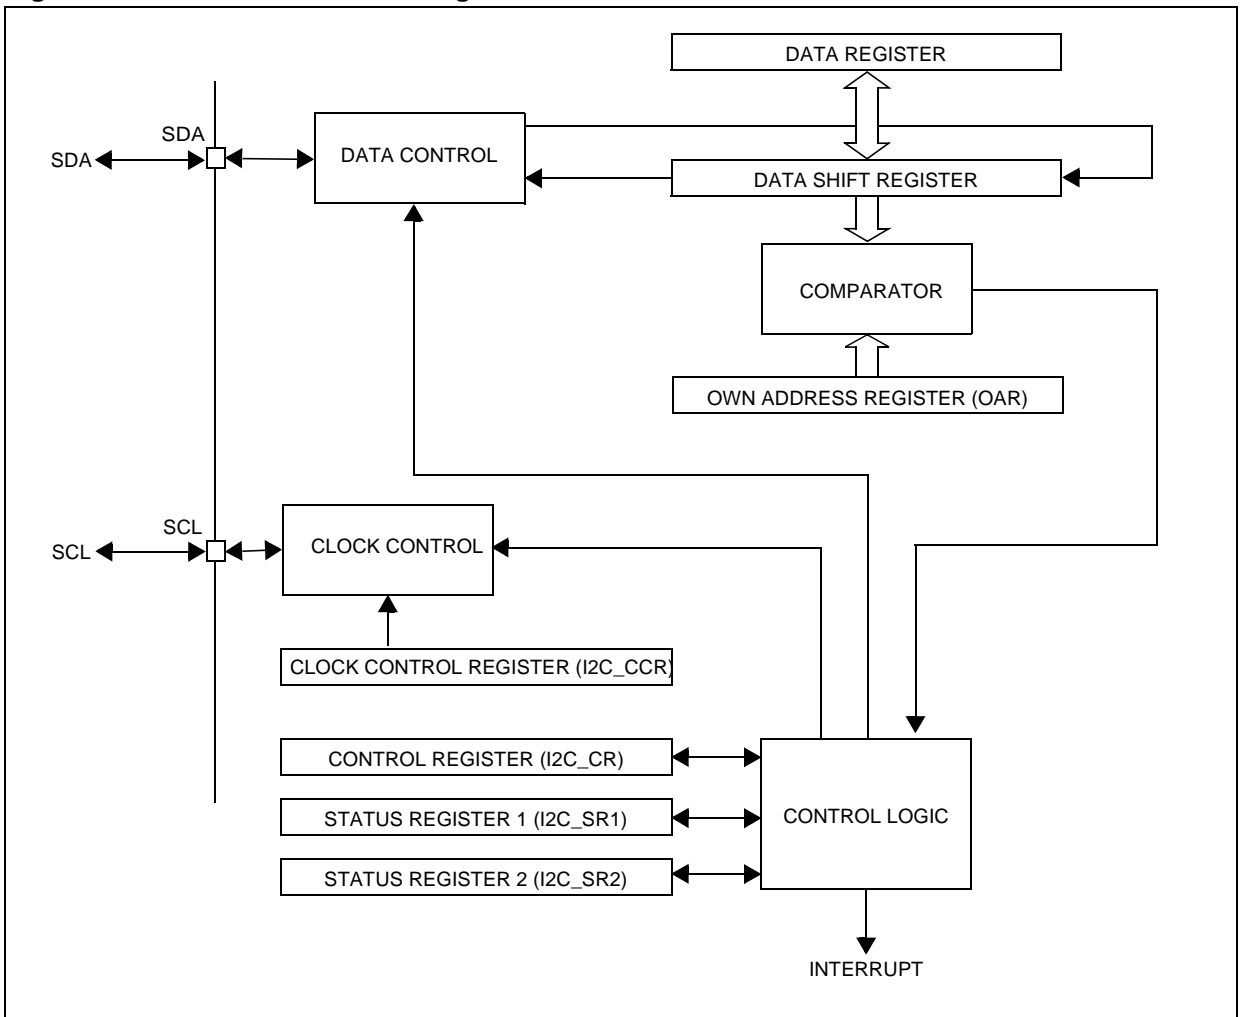 DATA REGISTER
SDA
SDA
DATA CONTROL
DATA SHIFT REGISTER
COMPARATOR
OWN ADDRESS REGISTER (OAR)
SCL
SCL
CLOCK CONTROL
CLOCK CONTROL REGISTER (I2C_CCR)
CONTROL REGISTER (I2C_CR)
STATUS REGISTER 1 (I2C_SR1)
CONTROL LOGIC
STATUS REGISTER 2 (I2C_SR2)
INTERRUPT